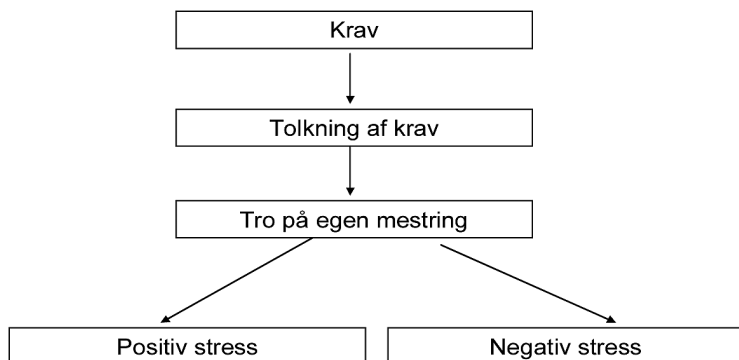 Krav
Tolkning af krav
Tro på egen mestring
Positiv stress
Negativ stress